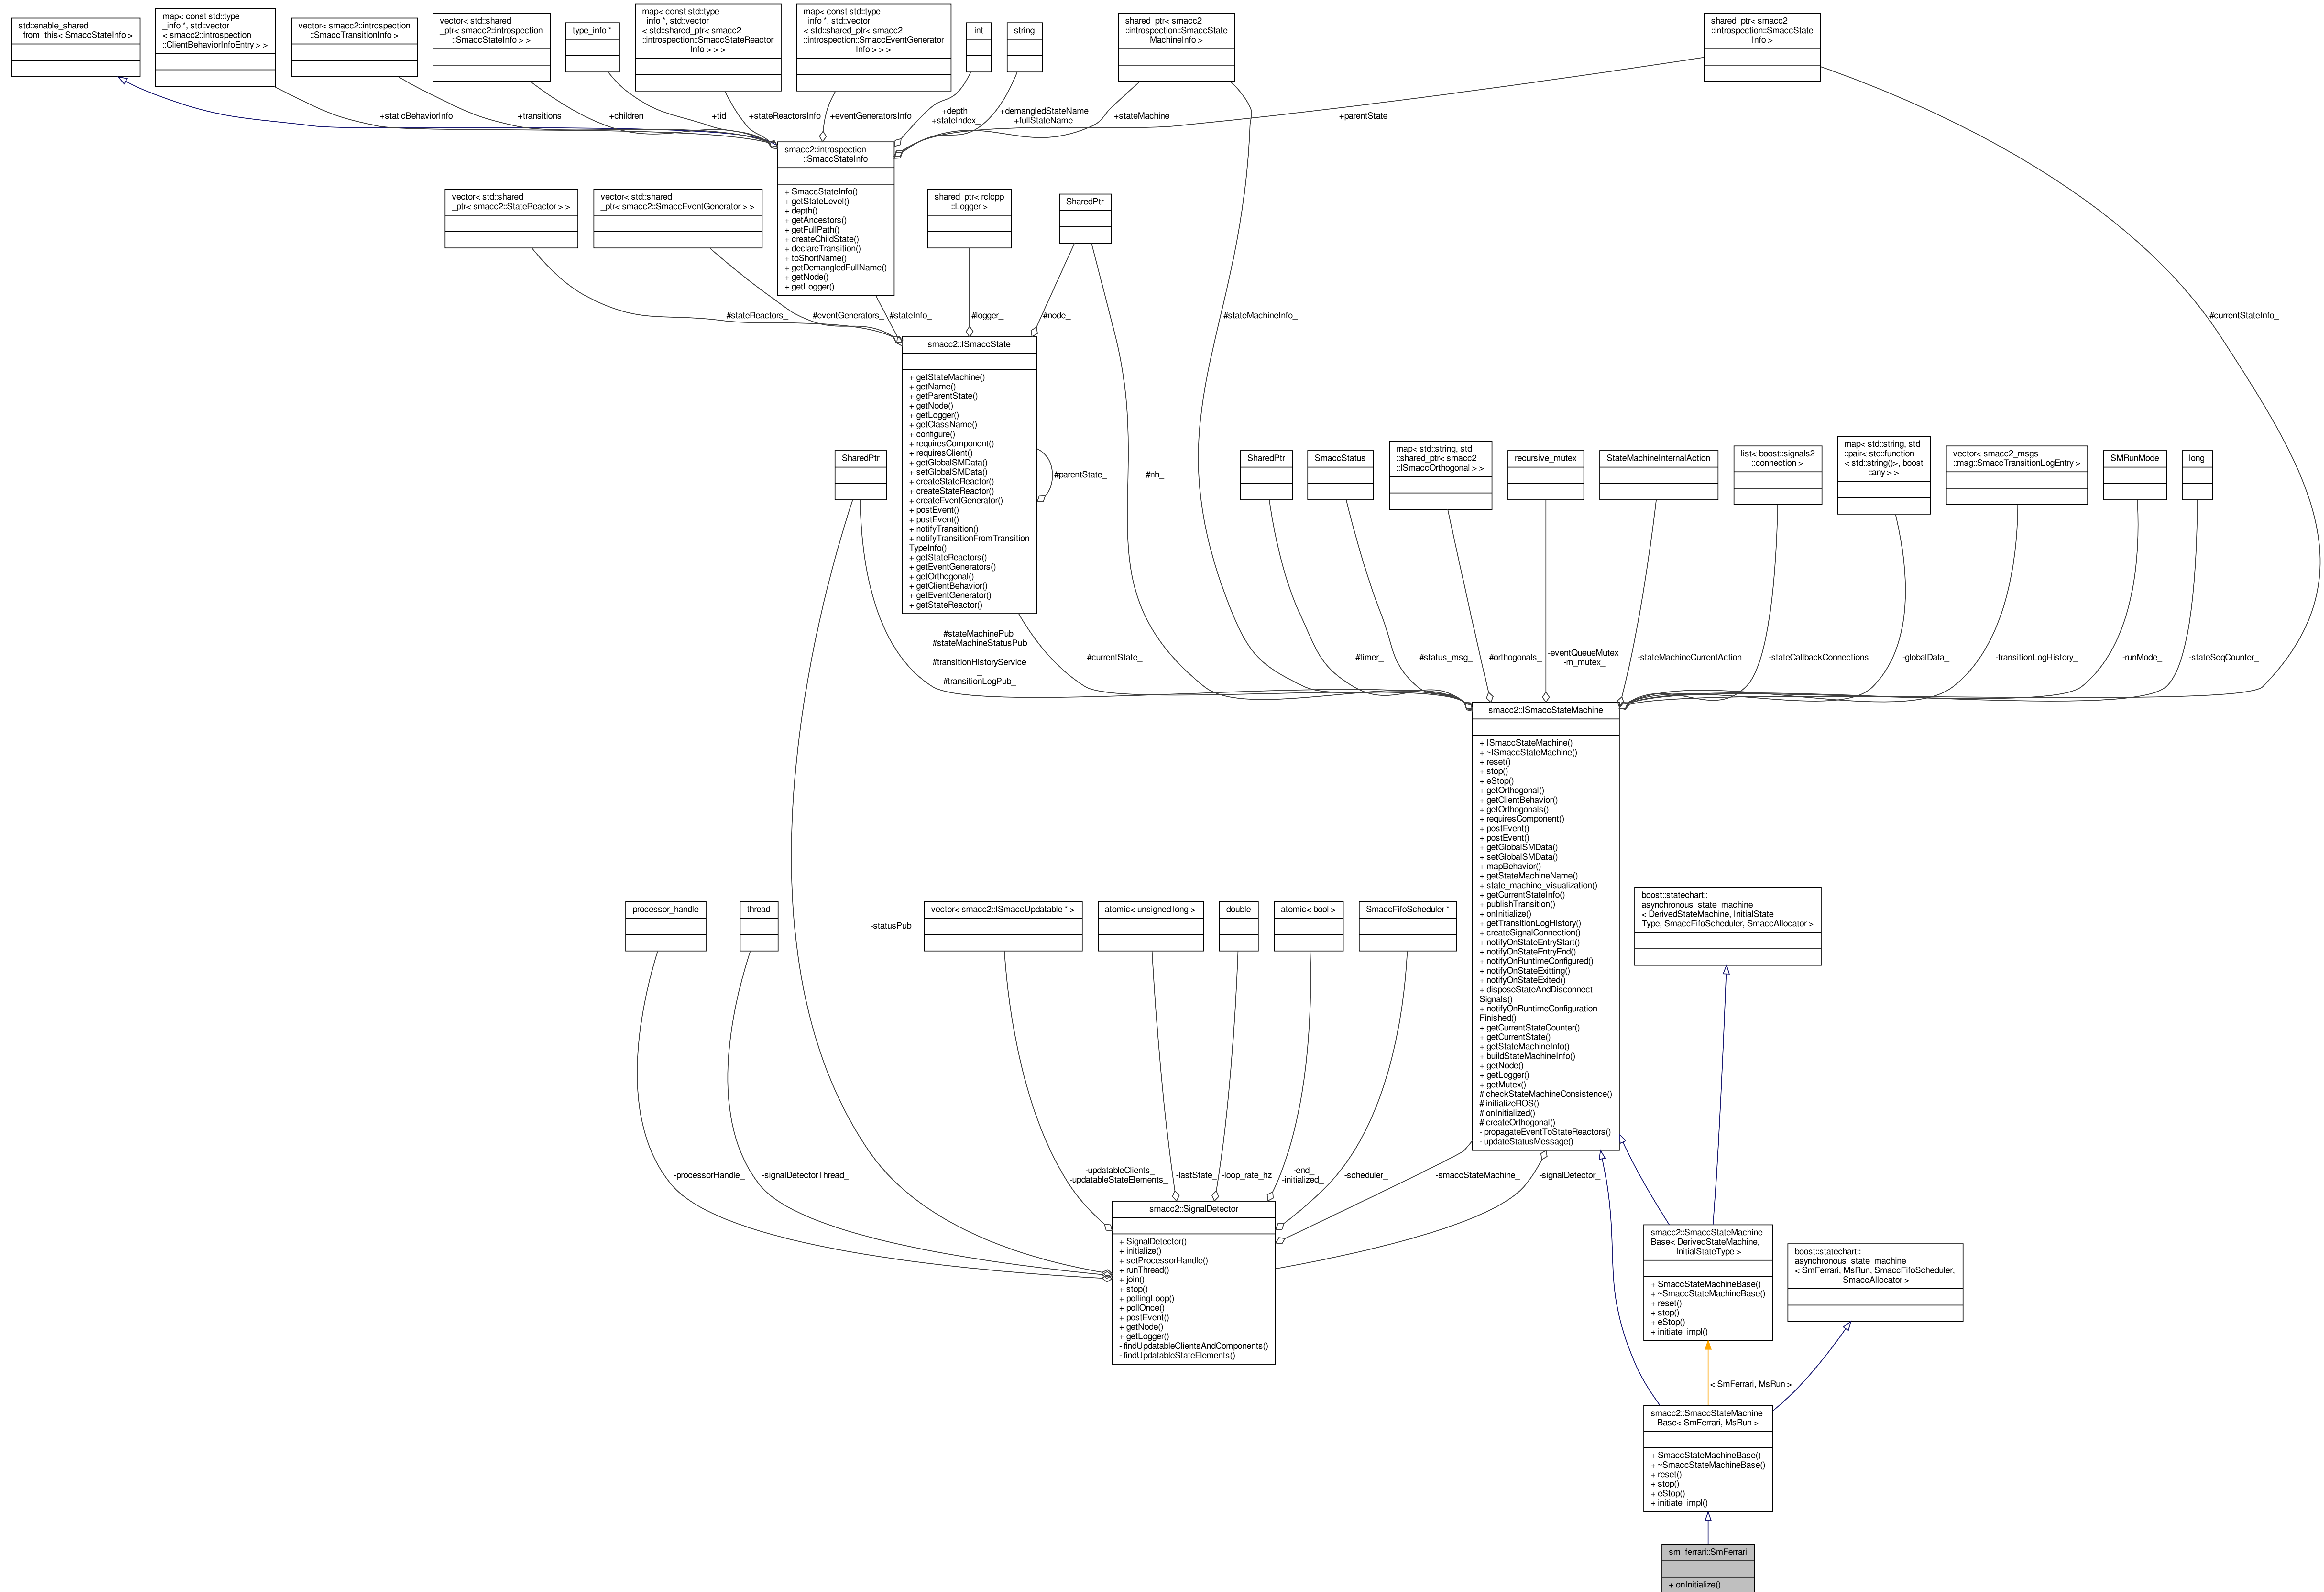 std::enable_shared
_from_this< SmaccStateInfo >
map< const std::type
_info *, std::vector
< smacc2::introspection
::ClientBehaviorInfoEntry > >
vector< smacc2::introspection
::SmaccTransitionInfo >
vector< std::shared
_ptr< smacc2::introspection
::SmaccStateInfo > >
type_info *
map< const std::type
_info *, std::vector
< std::shared_ptr< smacc2
::introspection::SmaccStateReactor
Info > > >
map< const std::type
_info *, std::vector
< std::shared_ptr< smacc2
::introspection::SmaccEventGenerator
Info > > >
int
string
shared_ptr< smacc2
::introspection::SmaccState
MachineInfo >
shared_ptr< smacc2
::introspection::SmaccState
Info >
+staticBehaviorInfo
+transitions_
+children_
+tid_
+stateReactorsInfo
+eventGeneratorsInfo
+depth_
+stateIndex_
+demangledStateName
+fullStateName
+stateMachine_
+parentState_
smacc2::introspection
::SmaccStateInfo
+ SmaccStateInfo()
+ getStateLevel()
+ depth()
+ getAncestors()
+ getFullPath()
+ createChildState()
+ declareTransition()
+ toShortName()
+ getDemangledFullName()
+ getNode()
+ getLogger()
vector< std::shared
_ptr< smacc2::StateReactor > >
vector< std::shared
_ptr< smacc2::SmaccEventGenerator > >
shared_ptr< rclcpp
::Logger >
SharedPtr
#stateReactors_
#eventGenerators_
#stateInfo_
#logger_
#node_
#stateMachineInfo_
#currentStateInfo_
smacc2::ISmaccState
+ getStateMachine()
+ getName()
+ getParentState()
+ getNode()
+ getLogger()
+ getClassName()
+ configure()
+ requiresComponent()
+ requiresClient()
+ getGlobalSMData()
+ setGlobalSMData()
+ createStateReactor()
+ createStateReactor()
+ createEventGenerator()
+ postEvent()
+ postEvent()
+ notifyTransition()
+ notifyTransitionFromTransition
TypeInfo()
+ getStateReactors()
+ getEventGenerators()
+ getOrthogonal()
+ getClientBehavior()
+ getEventGenerator()
+ getStateReactor()
#parentState_
#nh_
SharedPtr
SharedPtr
SmaccStatus
map< std::string, std
::shared_ptr< smacc2
::ISmaccOrthogonal > >
recursive_mutex
StateMachineInternalAction
list< boost::signals2
::connection >
map< std::string, std
::pair< std::function
< std::string()>, boost
::any > >
vector< smacc2_msgs
::msg::SmaccTransitionLogEntry >
SMRunMode
long
#stateMachinePub_
#stateMachineStatusPub
_
#transitionHistoryService
_
#transitionLogPub_
#currentState_
#timer_
#status_msg_
#orthogonals_
-eventQueueMutex_
-m_mutex_
-stateMachineCurrentAction
-stateCallbackConnections
-globalData_
-transitionLogHistory_
-runMode_
-stateSeqCounter_
smacc2::ISmaccStateMachine
+ ISmaccStateMachine()
+ ~ISmaccStateMachine()
+ reset()
+ stop()
+ eStop()
+ getOrthogonal()
+ getClientBehavior()
+ getOrthogonals()
+ requiresComponent()
+ postEvent()
+ postEvent()
+ getGlobalSMData()
+ setGlobalSMData()
+ mapBehavior()
+ getStateMachineName()
+ state_machine_visualization()
+ getCurrentStateInfo()
+ publishTransition()
+ onInitialize()
+ getTransitionLogHistory()
+ createSignalConnection()
+ notifyOnStateEntryStart()
+ notifyOnStateEntryEnd()
+ notifyOnRuntimeConfigured()
+ notifyOnStateExitting()
+ notifyOnStateExited()
+ disposeStateAndDisconnect
Signals()
+ notifyOnRuntimeConfiguration
Finished()
+ getCurrentStateCounter()
+ getCurrentState()
+ getStateMachineInfo()
+ buildStateMachineInfo()
+ getNode()
+ getLogger()
+ getMutex()
# checkStateMachineConsistence()
# initializeROS()
# onInitialized()
# createOrthogonal()
- propagateEventToStateReactors()
- updateStatusMessage()
processor_handle
thread
-statusPub_
vector< smacc2::ISmaccUpdatable * >
atomic< unsigned long >
double
atomic< bool >
SmaccFifoScheduler *
boost::statechart::
asynchronous_state_machine
< DerivedStateMachine, InitialState
Type, SmaccFifoScheduler, SmaccAllocator >
-processorHandle_
-signalDetectorThread_
-updatableClients_
-updatableStateElements_
-lastState_
-loop_rate_hz
-end_
-initialized_
-scheduler_
-smaccStateMachine_
-signalDetector_
smacc2::SignalDetector
+ SignalDetector()
+ initialize()
+ setProcessorHandle()
+ runThread()
+ join()
+ stop()
+ pollingLoop()
+ pollOnce()
+ postEvent()
+ getNode()
+ getLogger()
- findUpdatableClientsAndComponents()
- findUpdatableStateElements()
smacc2::SmaccStateMachine
Base< DerivedStateMachine,
InitialStateType >
+ SmaccStateMachineBase()
+ ~SmaccStateMachineBase()
+ reset()
+ stop()
+ eStop()
+ initiate_impl()
boost::statechart::
asynchronous_state_machine
< SmFerrari, MsRun, SmaccFifoScheduler,
SmaccAllocator >
< SmFerrari, MsRun >
smacc2::SmaccStateMachine
Base< SmFerrari, MsRun >
+ SmaccStateMachineBase()
+ ~SmaccStateMachineBase()
+ reset()
+ stop()
+ eStop()
+ initiate_impl()
sm_ferrari::SmFerrari
+ onInitialize()